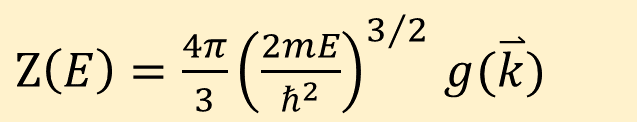 Z(E) = 4π/3 (2mE/ħ²)^3/2 g(k⃗)